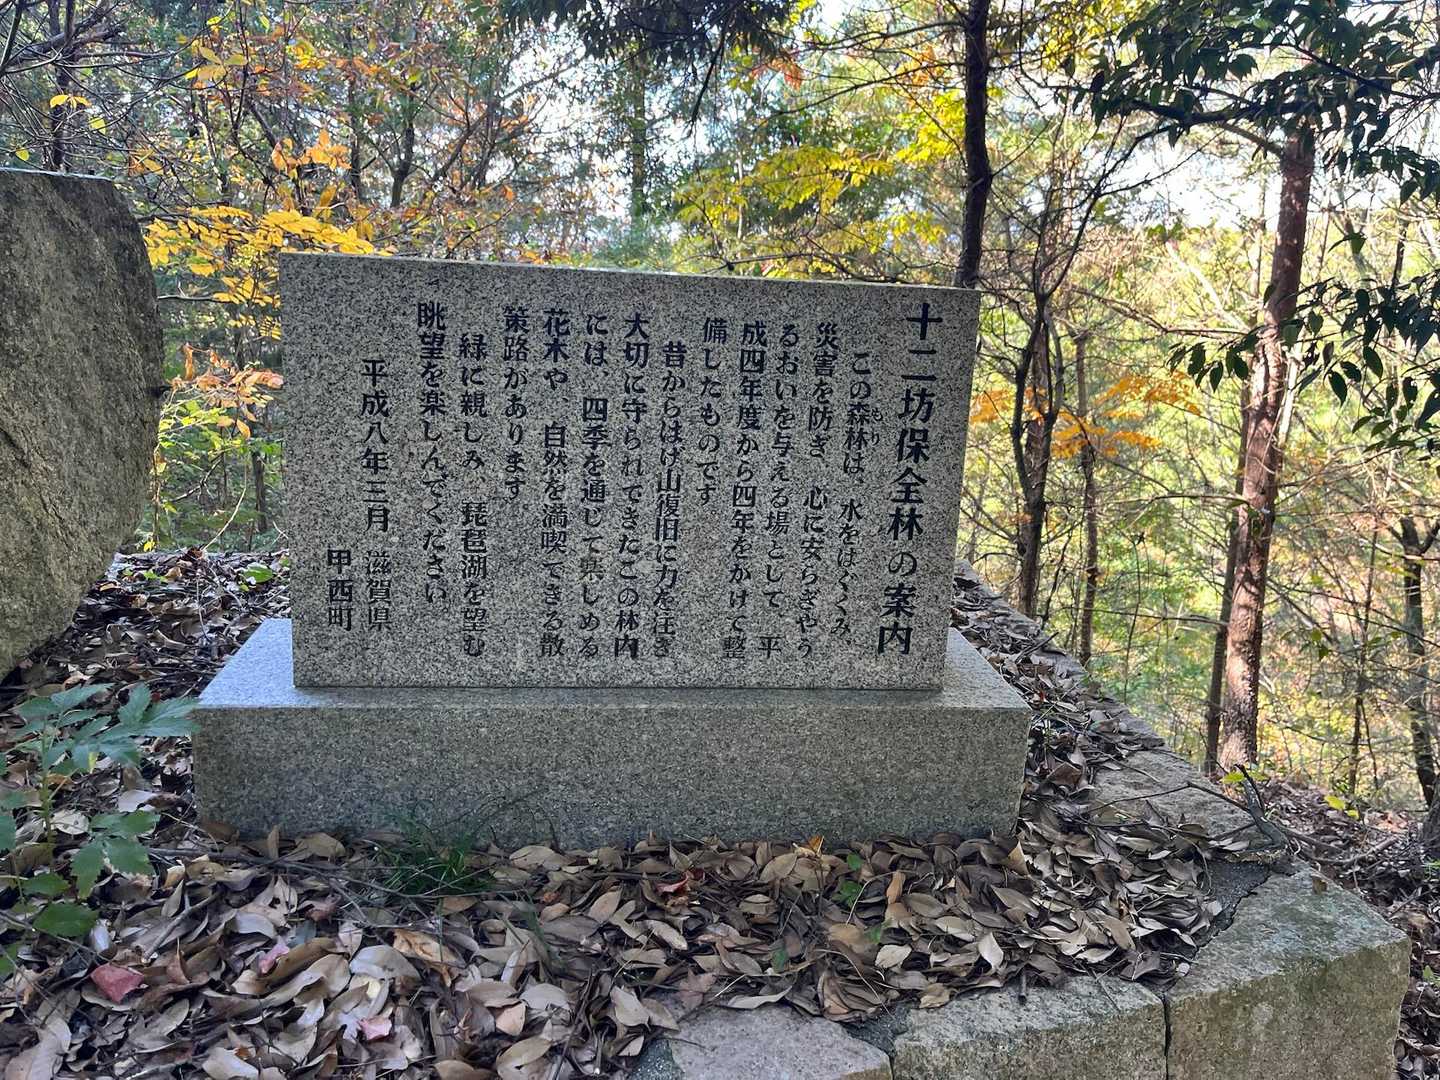 十二坊保全林の案内
この森林は、水をはぐくみ
もり
災害を防ぎ、心に安らぎやう
るおいを与える場として、平
成四年度から四年をかけて整
備したものです
昔からはげ山復旧に力を注ぎ
大切に守られてきたこの林内
には、四季を通じて楽しめる
花木や、自然を満喫できる散
策路があります。
緑に親しみ、琵琶湖を望む
眺望を楽しんでください
平成八年三月 滋賀県
甲西町